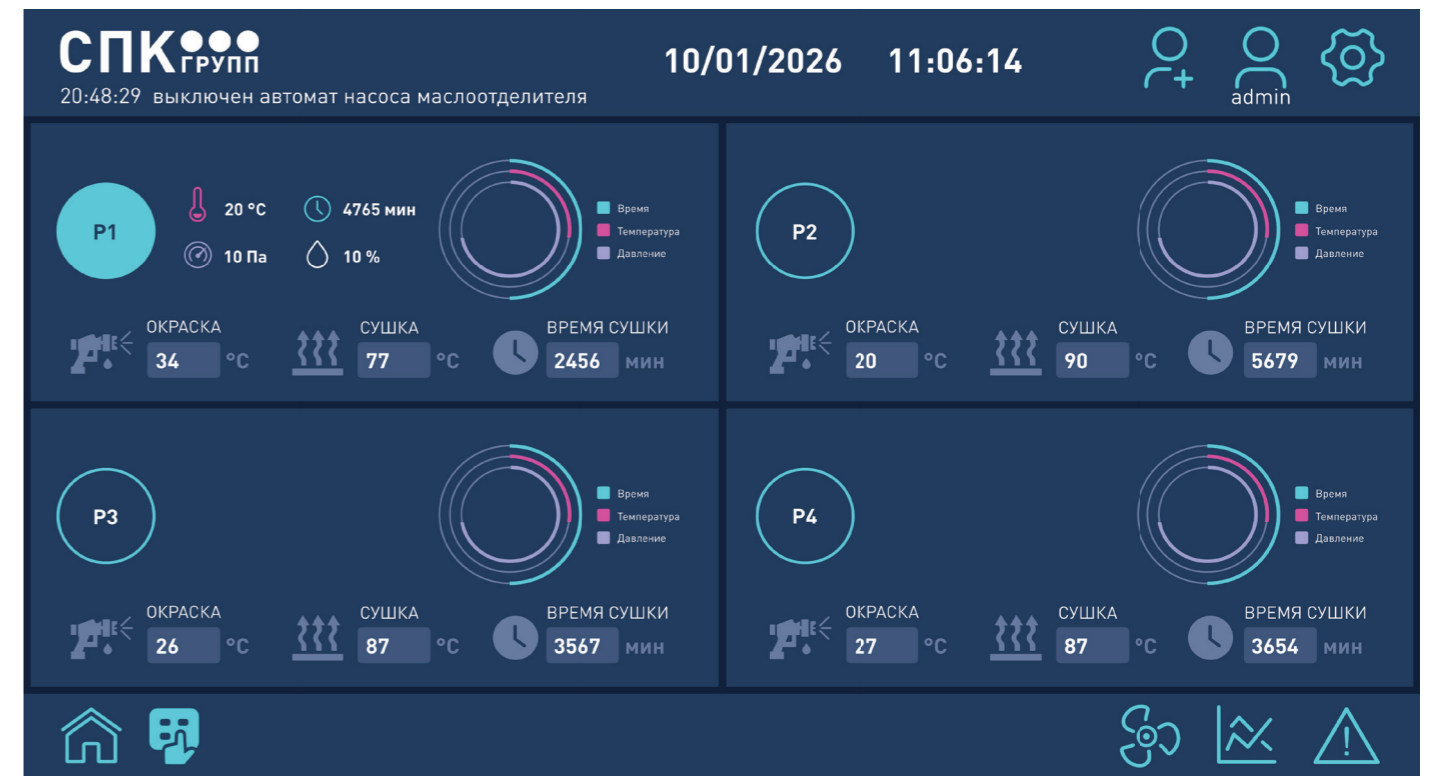 СПК ГРУПП
10/01/2026 11:06:14
20:48:29 выключен автомат насоса маслоотделителя
admin
P1
20 °C 4765 мин
10 Па 10 %
Время
Температура
Давление
ОКРАСКА СУШКА ВРЕМЯ СУШКИ
34 °C 77 °C 2456 мин
P2
Время
Температура
Давление
ОКРАСКА СУШКА ВРЕМЯ СУШКИ
20 °C 90 °C 5679 мин
P3
Время
Температура
Давление
ОКРАСКА СУШКА ВРЕМЯ СУШКИ
26 °C 87 °C 3567 мин
P4
Время
Температура
Давление
ОКРАСКА СУШКА ВРЕМЯ СУШКИ
27 °C 87 °C 3654 мин